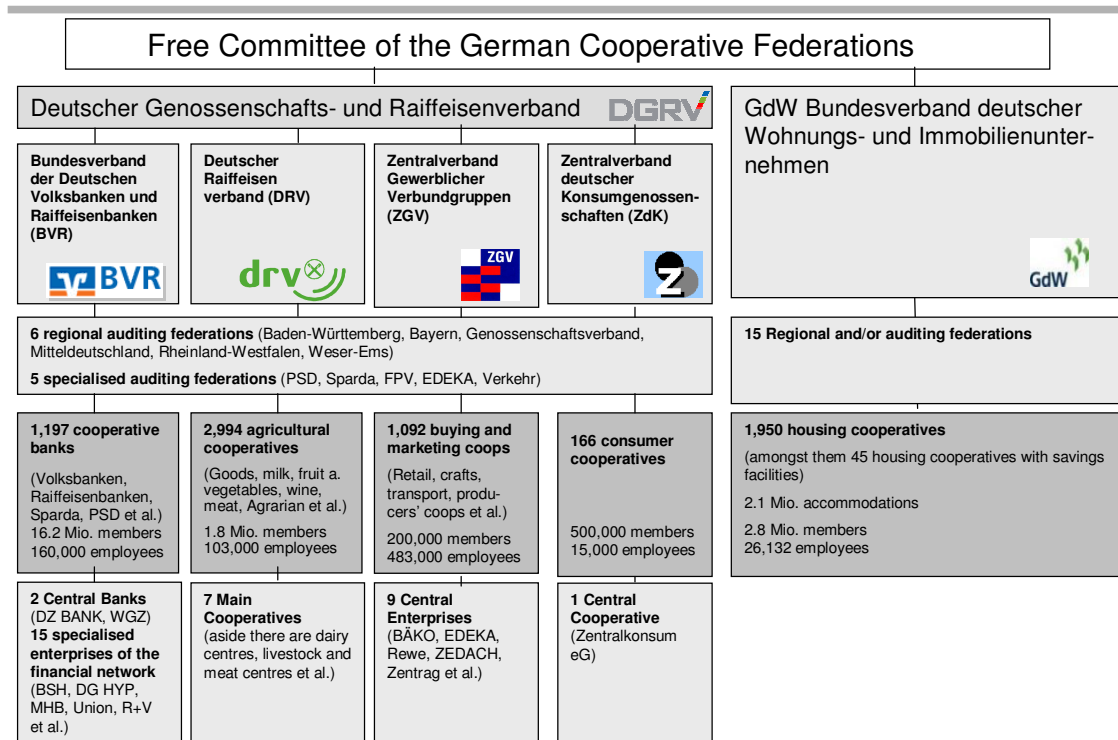 Free Committee of the German Cooperative Federations
Deutscher Genossenschafts- und Raiffeisenverband
DGRV
GdW Bundesverband deutscher
Wohnungs- und Immobilienunter-
nehmen
GdW
Bundesverband
der Deutschen
Volksbanken und
Raiffeisenbanken
(BVR)
BVR
Deutscher
Raiffeisen
verband (DRV)
drv
Zentralverband
Gewerblicher
Verbundgruppen
(ZGV)
ZGV
Zentralverband
deutscher
Konsumgenossen-
schaften (ZdK)
Z
6 regional auditing federations (Baden-Württemberg, Bayern, Genossenschaftsverband,
Mitteldeutschland, Rheinland-Westfalen, Weser-Ems)
5 specialised auditing federations (PSD, Sparda, FPV, EDEKA, Verkehr)
15 Regional and/or auditing federations
1,197 cooperative
banks
(Volksbanken,
Raiffeisenbanken,
Sparda, PSD et al.)
16.2 Mio. members
160,000 employees
2,994 agricultural
cooperatives
(Goods, milk, fruit a.
vegetables, wine,
meat, Agrarian et al.)
1.8 Mio. members
103,000 employees
1,092 buying and
marketing coops
(Retail, crafts,
transport, produ-
cers' coops et al.)
200,000 members
483,000 employees
166 consumer
cooperatives
500,000 members
15,000 employees
1,950 housing cooperatives
(amongst them 45 housing cooperatives with savings
facilities)
2.1 Mio. accommodations
2.8 Mio. members
26,132 employees
2 Central Banks
(DZ BANK, WGZ)
15 specialised
enterprises of the
financial network
(BSH, DG HYP,
MHB, Union, R+V
et al.)
7 Main
Cooperatives
(aside there are dairy
centres, livestock and
meat centres et al.)
9 Central
Enterprises
(BÄKO, EDEKA,
Rewe, ZEDACH,
Zentrag et al.)
1 Central
Cooperative
(Zentralkonsum
eG)